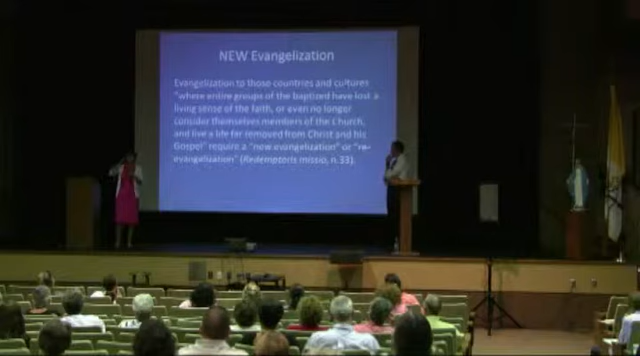 NEW Evangelization
Evangelization to those countries and cultures
"where entire groups of the baptized have lost a
living sense of the faith, or even no longer
consider themselves members of the Church,
and live a life far removed from Christ and his
Gospel" require a "new evangelization" or "re-
evangelization" (Redemptoris missio, n.33).